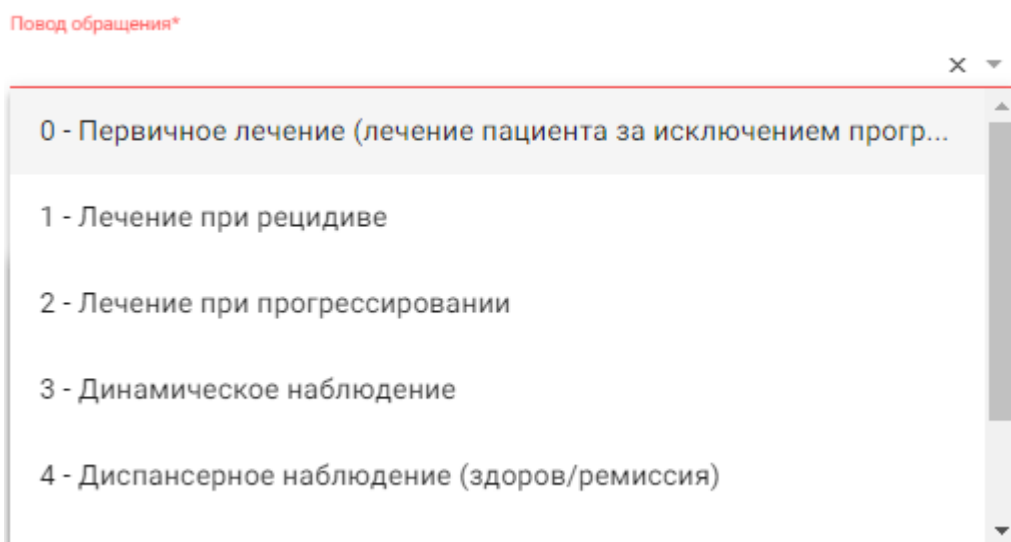 Повод обращения*
0 - Первичное лечение (лечение пациента за исключением прогр...
1 - Лечение при рецидиве
2 - Лечение при прогрессировании
3 - Динамическое наблюдение
4 - Диспансерное наблюдение (здоров/ремиссия)